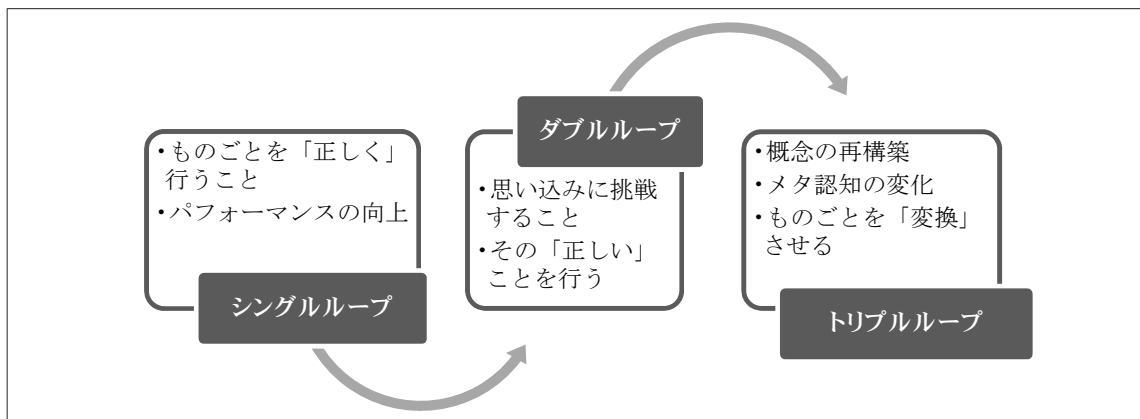 ・ものごとを「正しく」
行うこと
・パフォーマンスの向上
シングルループ
ダブルループ
・思い込みに挑戦
すること
・その「正しい」
ことを行う
・概念の再構築
・メタ認知の変化
・ものごとを「変換」
させる
トリプルループ